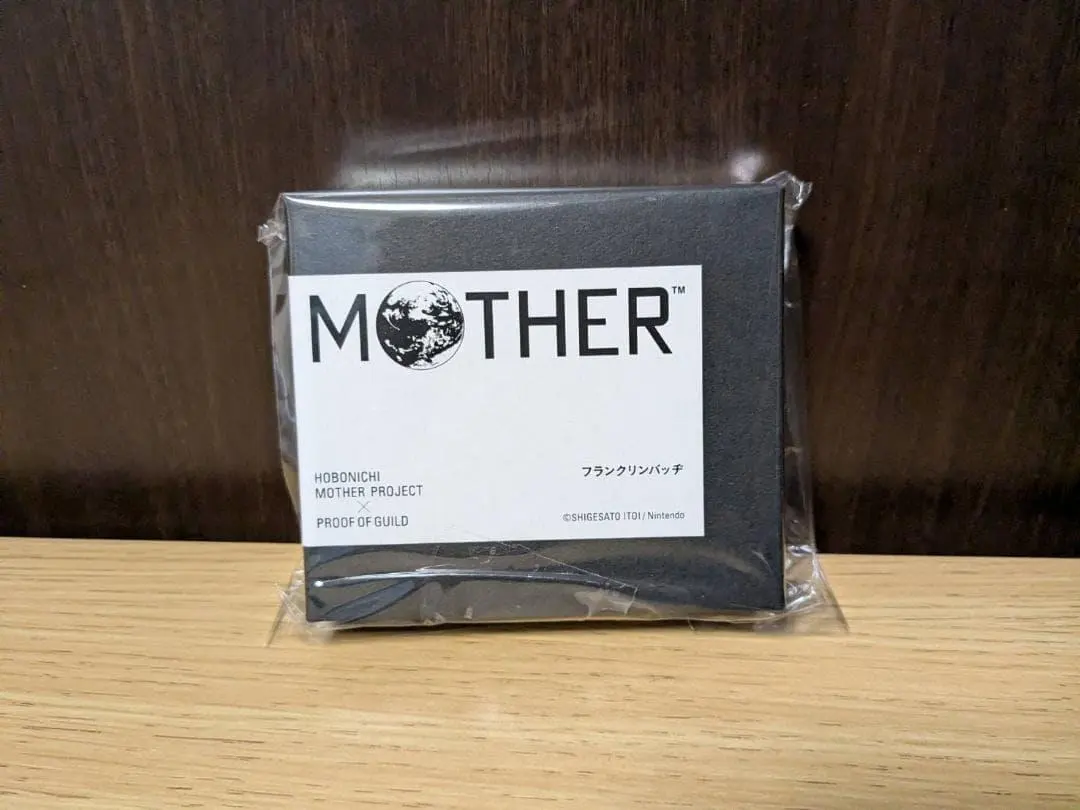 MOTHER™
HOBONICHI
MOTHER PROJECT
×
PROOF OF GUILD
フランクリンバッヂ
©SHIGESATO ITOI / Nintendo